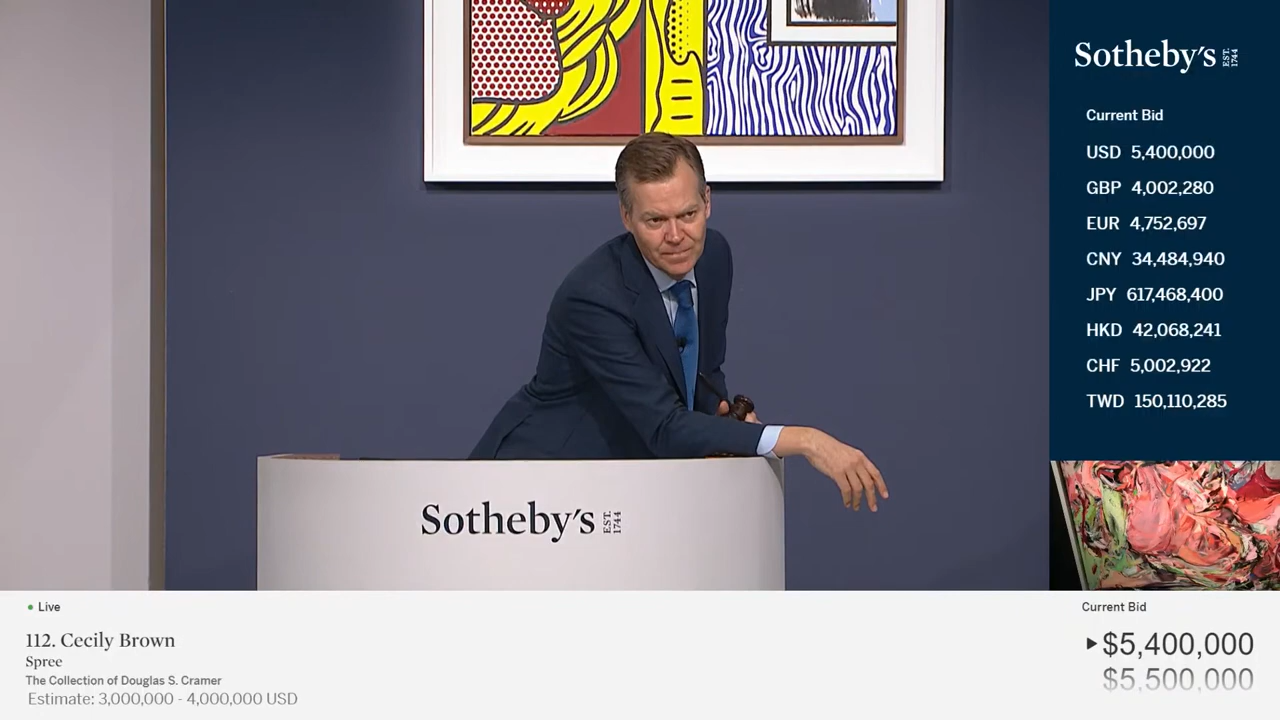 Sotheby's EST. 1744
Current Bid
USD 5,400,000
GBP 4,002,280
EUR 4,752,697
CNY 34,484,940
JPY 617,468,400
HKD 42,068,241
CHF 5,002,922
TWD 150,110,285
Sotheby's EST. 1744
Live
112. Cecily Brown
Spree
The Collection of Douglas S. Cramer
Estimate: 3,000,000 - 4,000,000 USD
Current Bid
$5,400,000
$5,500,000